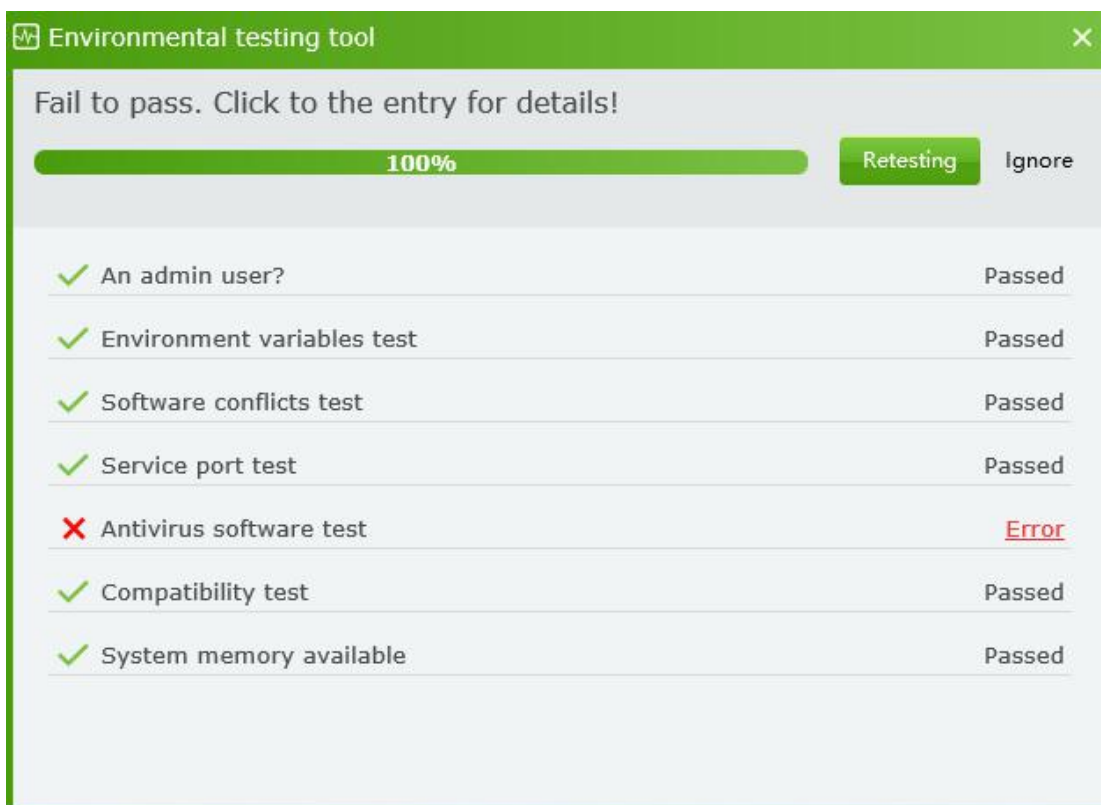 Environmental testing tool
Fail to pass. Click to the entry for details!
100%
Retesting
Ignore
An admin user? Passed
Environment variables test Passed
Software conflicts test Passed
Service port test Passed
Antivirus software test Error
Compatibility test Passed
System memory available Passed